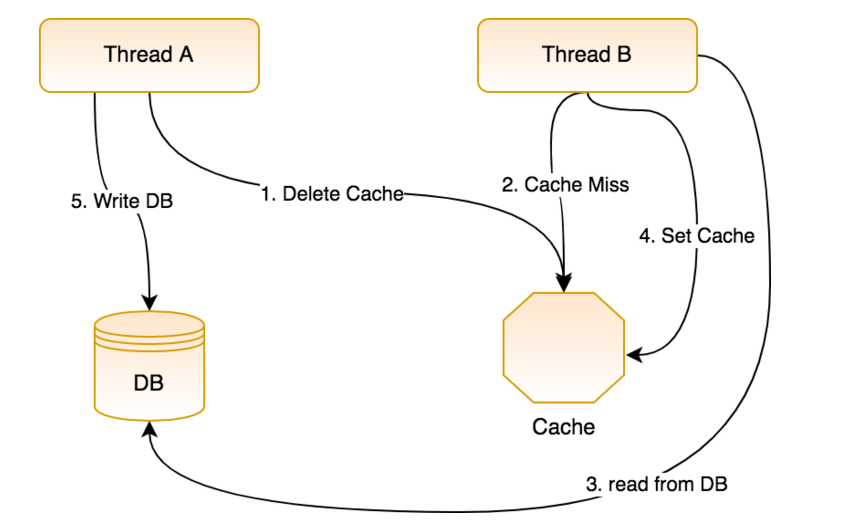 Thread A
Thread B
5. Write DB
1. Delete Cache
2. Cache Miss
4. Set Cache
DB
Cache
3. read from DB